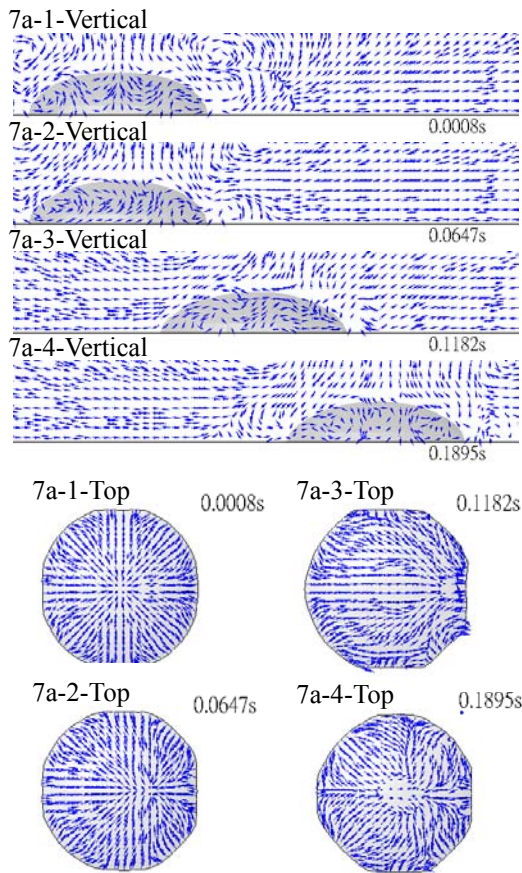 7a-1-Vertical
0.0008s
7a-2-Vertical
0.0647s
7a-3-Vertical
0.1182s
7a-4-Vertical
0.1895s
7a-1-Top
0.0008s
7a-3-Top
0.1182s
7a-2-Top
0.0647s
7a-4-Top
0.1895s